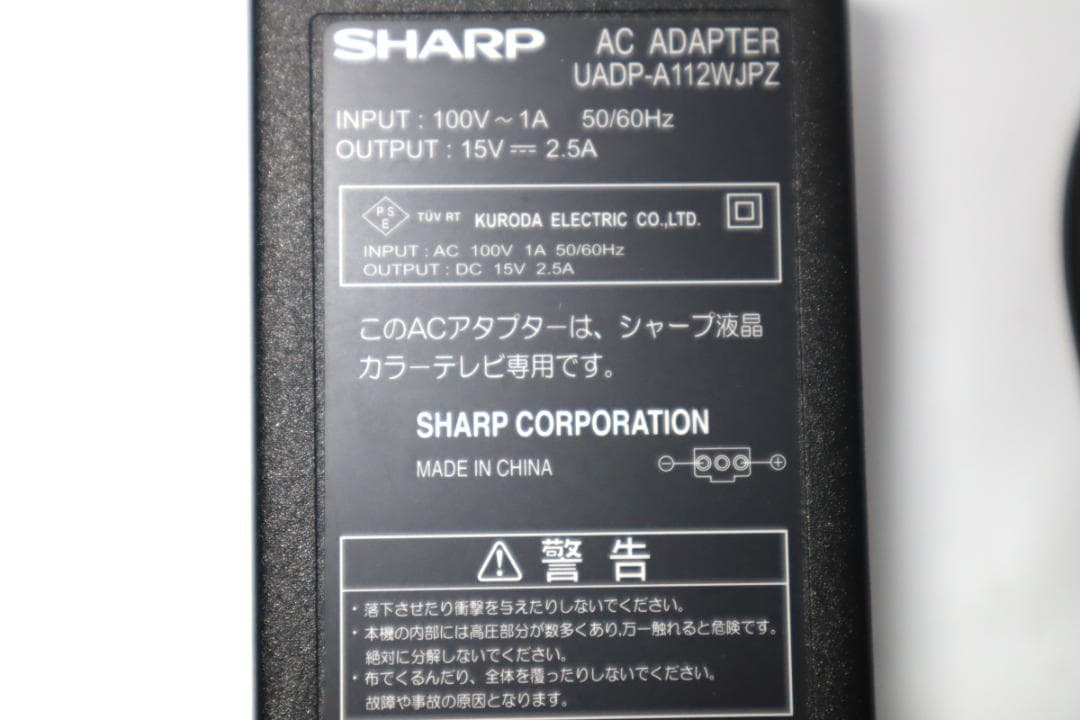 SHARP AC ADAPTER
UADP-A112WJPZ
INPUT : 100V～1A 50/60Hz
OUTPUT : 15V⎓2.5A
PSE TÜV RT KURODA ELECTRIC CO.,LTD.
INPUT : AC 100V 1A 50/60Hz
OUTPUT : DC 15V 2.5A
このACアタプターは、シャープ液晶
カラーテレビ専用です。
SHARP CORPORATION
MADE IN CHINA
警告
・落下させたり衝撃を与えたりしないでください。
・本機の内部には高圧部分が数多くあり,万一触れると危険です。
絶対に分解しないでください。
・布でくるんだり、全体を覆ったりしないでください。
故障や事故の原因となります。